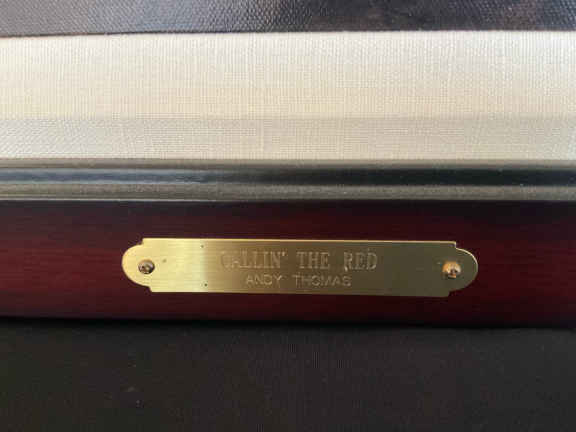 CALLIN' THE RED
ANDY THOMAS